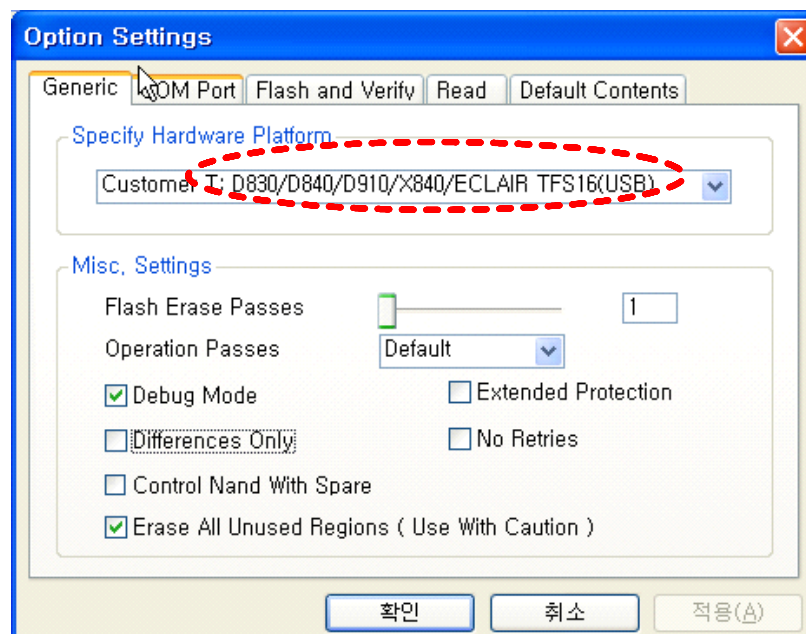 Option Settings
Generic COM Port Flash and Verify Read Default Contents
Specify Hardware Platform
Customer T: D830/D840/D910/X840/ECLAIR TFS16(USB)
Misc. Settings
Flash Erase Passes 1
Operation Passes Default
Debug Mode Extended Protection
Differences Only No Retries
Control Nand With Spare
Erase All Unused Regions ( Use With Caution )
확인 취소 적용(A)